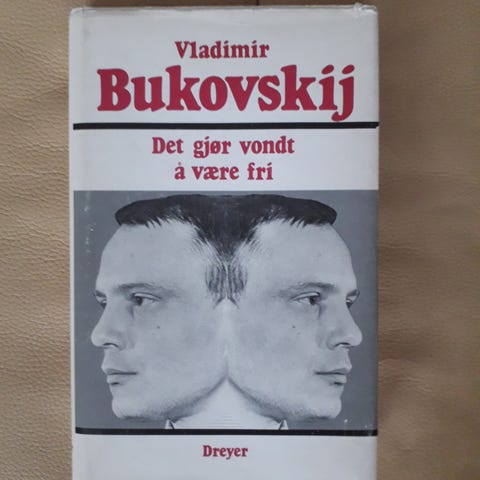 Vladimir
Bukovskij
Det gjør vondt
å være fri
Dreyer